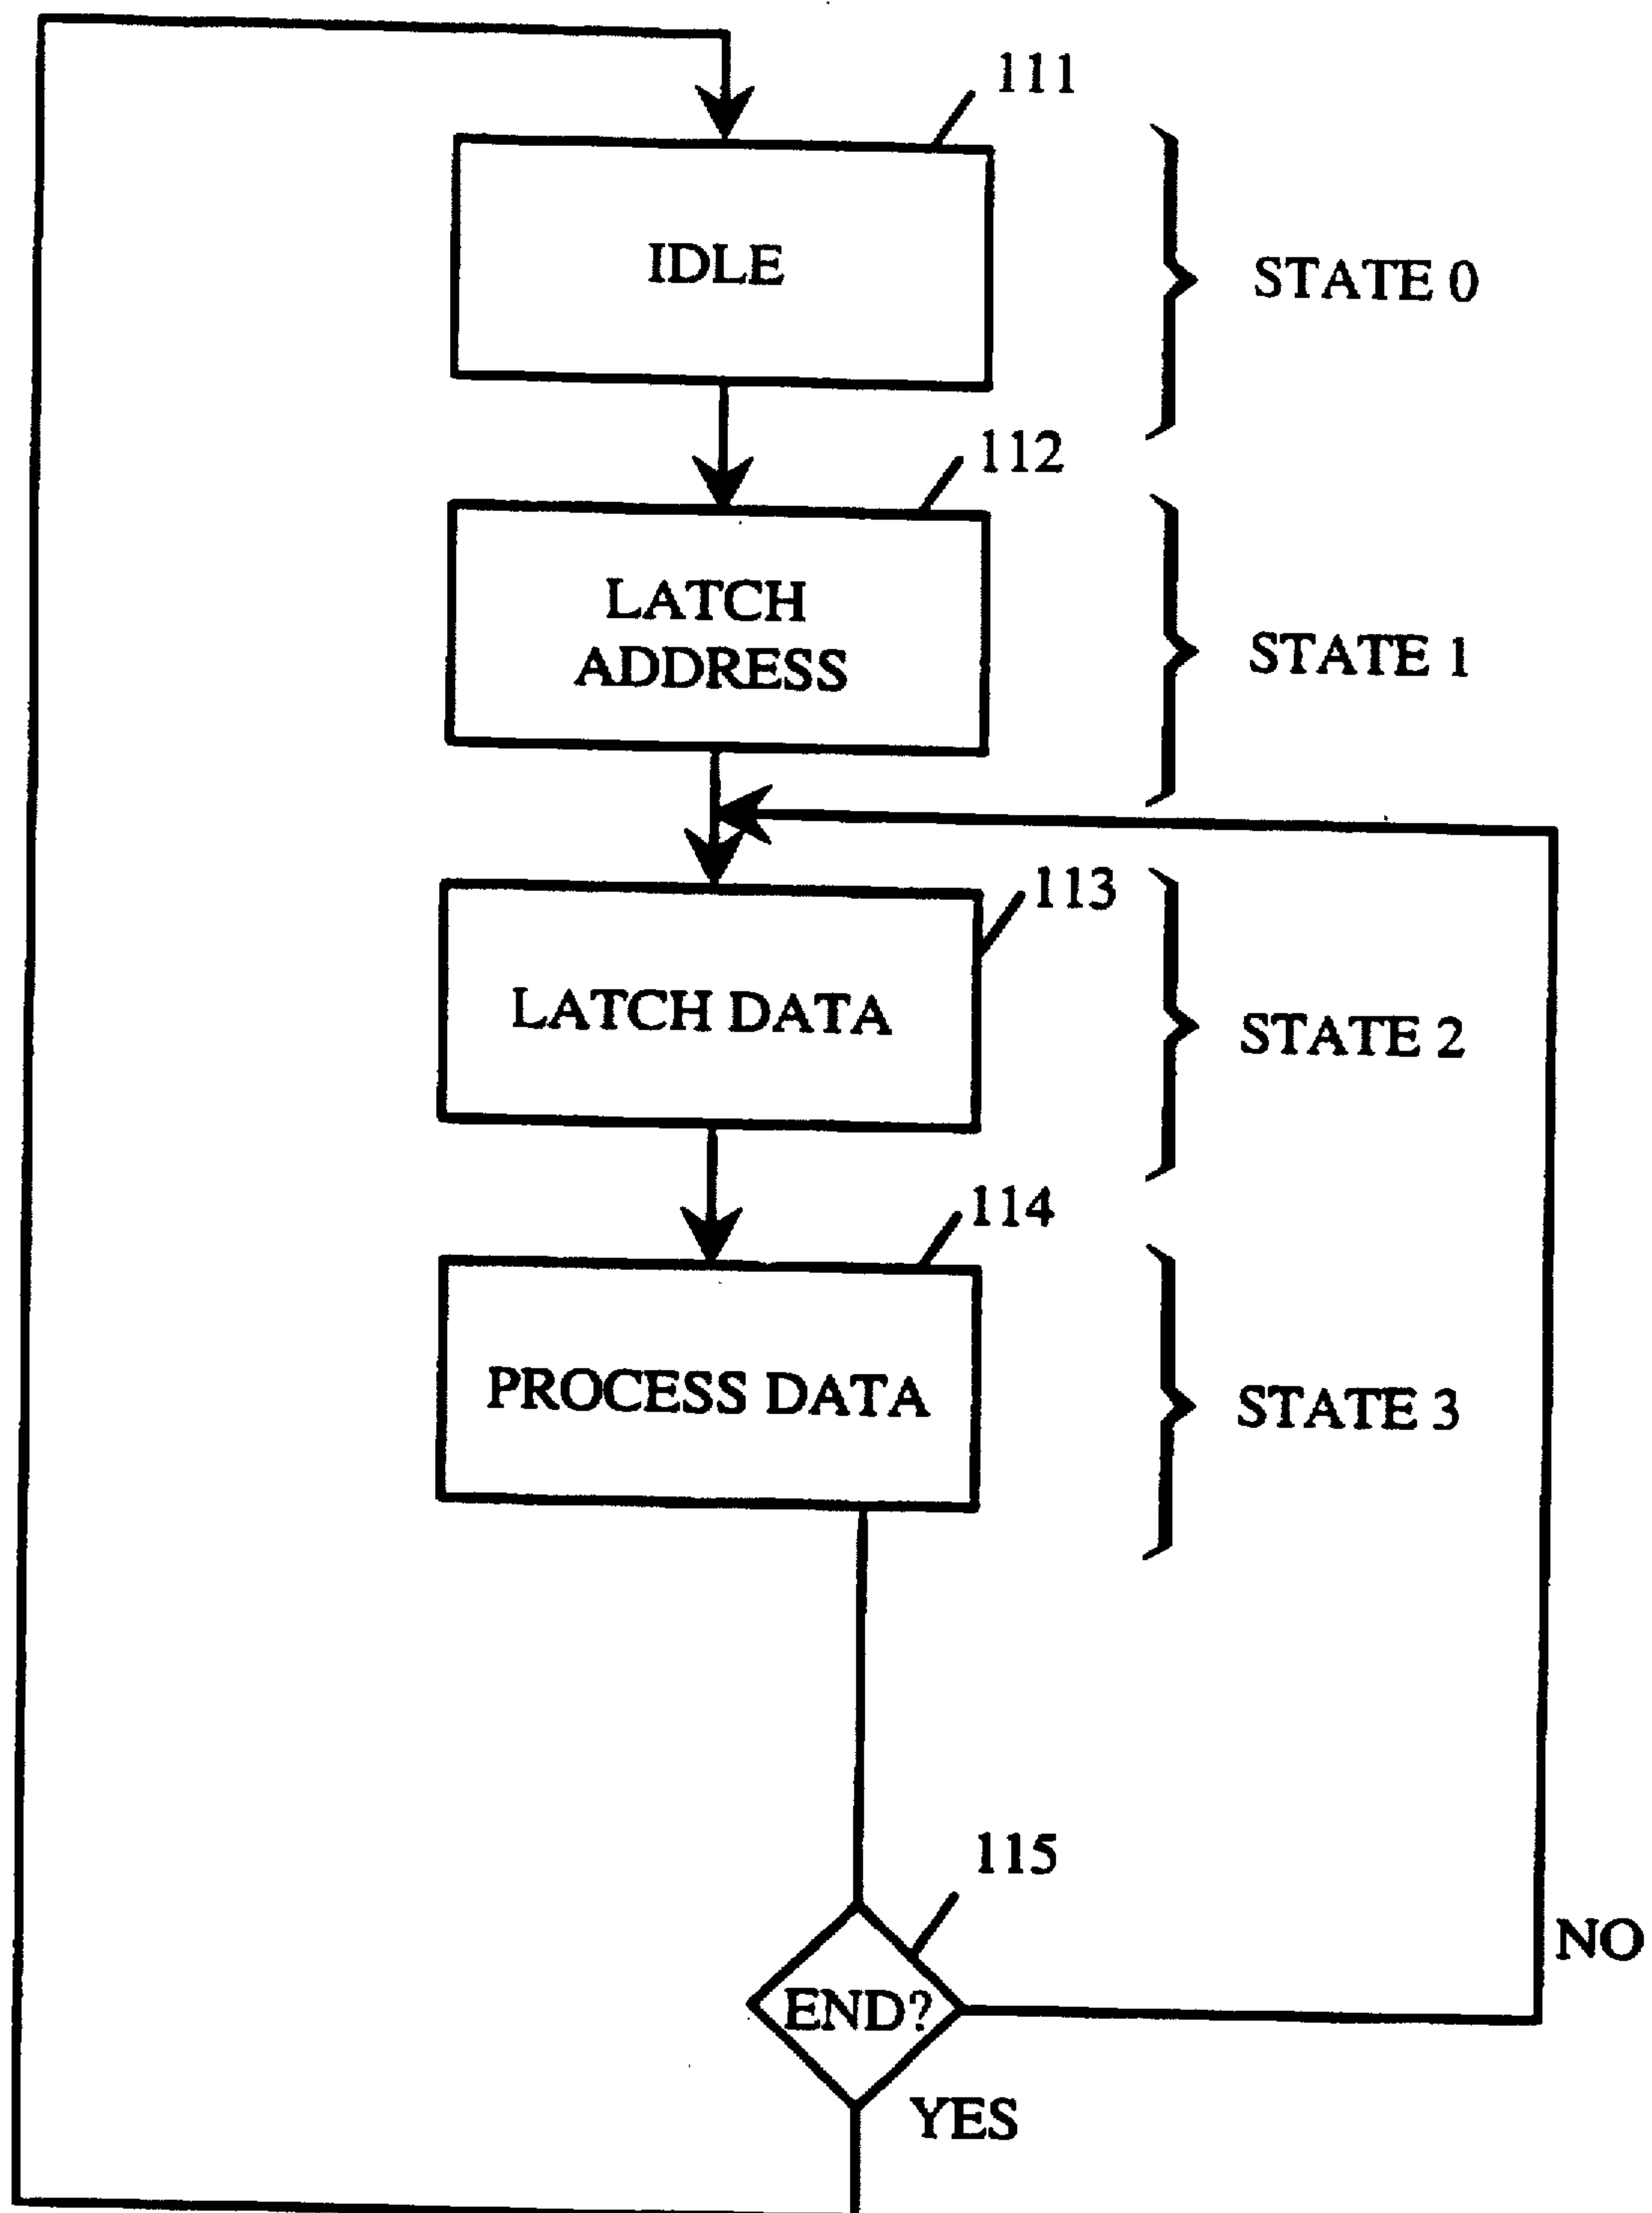 111
IDLE
STATE 0
112
LATCH
ADDRESS
STATE 1
113
LATCH DATA
STATE 2
114
PROCESS DATA
STATE 3
115
END?
NO
YES